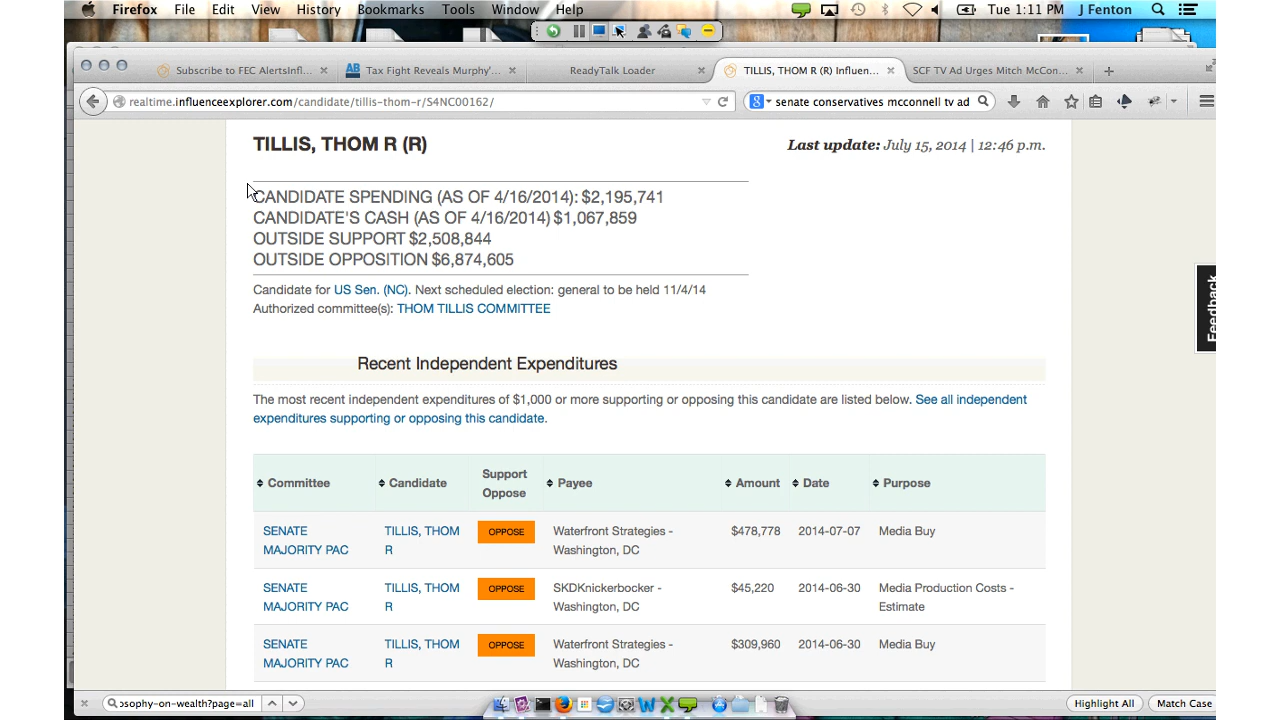 Firefox File Edit View History Bookmarks Tools Window Help Tue 1:11 PM J Fenton
Subscribe to FEC AlertsInfl... Tax Fight Reveals Murphy'... ReadyTalk Loader TILLIS, THOM R (R) Influen... SCF TV Ad Urges Mitch McCon...
realtime.influenceexplorer.com/candidate/tillis-thom-r/S4NC00162/ senate conservatives mcconnell tv ad
TILLIS, THOM R (R)
Last update: July 15, 2014 | 12:46 p.m.
CANDIDATE SPENDING (AS OF 4/16/2014): $2,195,741
CANDIDATE'S CASH (AS OF 4/16/2014) $1,067,859
OUTSIDE SUPPORT $2,508,844
OUTSIDE OPPOSITION $6,874,605
Candidate for US Sen. (NC). Next scheduled election: general to be held 11/4/14
Authorized committee(s): THOM TILLIS COMMITTEE
Feedback
Recent Independent Expenditures
The most recent independent expenditures of $1,000 or more supporting or opposing this candidate are listed below. See all independent
expenditures supporting or opposing this candidate.
Committee Candidate Support Oppose Payee Amount Date Purpose
SENATE TILLIS, THOM OPPOSE Waterfront Strategies - $478,778 2014-07-07 Media Buy
MAJORITY PAC R Washington, DC
SENATE TILLIS, THOM OPPOSE SKDKnickerbocker - $45,220 2014-06-30 Media Production Costs -
MAJORITY PAC R Washington, DC Estimate
SENATE TILLIS, THOM OPPOSE Waterfront Strategies - $309,960 2014-06-30 Media Buy
MAJORITY PAC R Washington, DC
osophy-on-wealth?page=all Highlight All Match Case